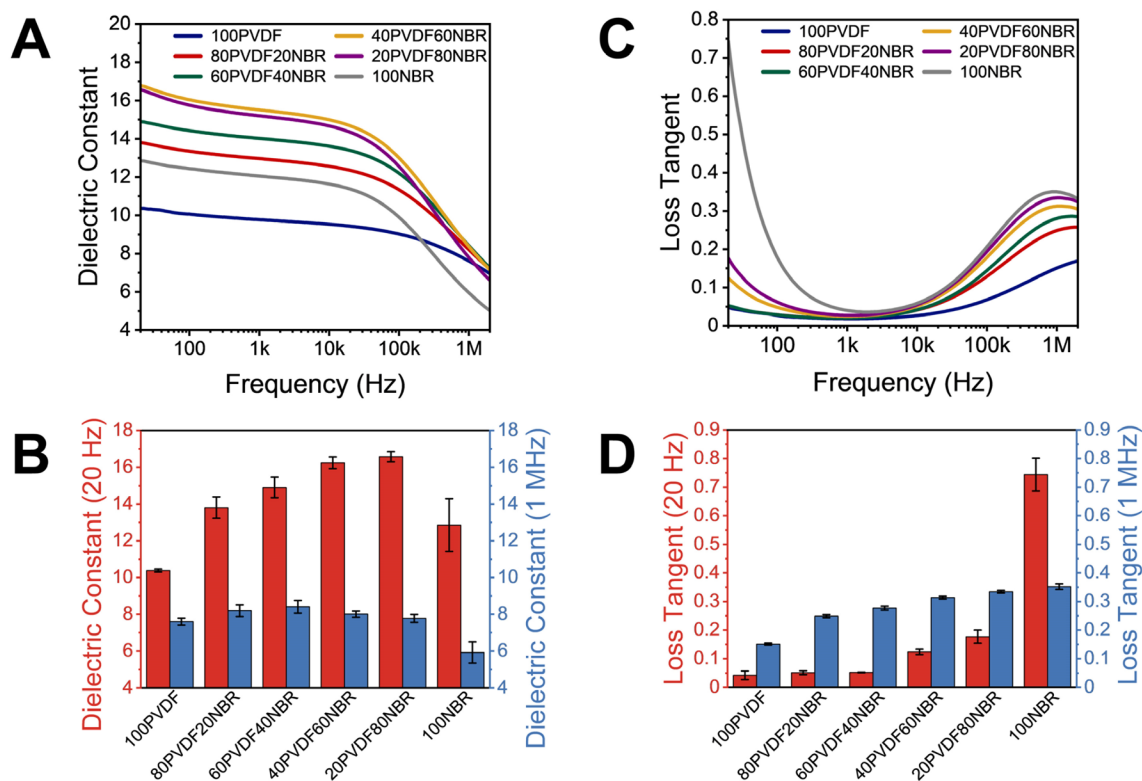 A
Dielectric Constant
20
18
16
14
12
10
8
6
4
100PVDF
80PVDF20NBR
60PVDF40NBR
40PVDF60NBR
20PVDF80NBR
100NBR
100
1k
10k
100k
1M
Frequency (Hz)
C
Loss Tangent
0.8
0.7
0.6
0.5
0.4
0.3
0.2
0.1
0
100PVDF
80PVDF20NBR
60PVDF40NBR
40PVDF60NBR
20PVDF80NBR
100NBR
100
1k
10k
100k
1M
Frequency (Hz)
B
Dielectric Constant (20 Hz)
18
16
14
12
10
8
6
4
18
16
14
12
10
8
6
4
Dielectric Constant (1 MHz)
100PVDF
80PVDF20NBR
60PVDF40NBR
40PVDF60NBR
20PVDF80NBR
100NBR
D
Loss Tangent (20 Hz)
0.9
0.8
0.7
0.6
0.5
0.4
0.3
0.2
0.1
0
0.9
0.8
0.7
0.6
0.5
0.4
0.3
0.2
0.1
0
Loss Tangent (1 MHz)
100PVDF
80PVDF20NBR
60PVDF40NBR
40PVDF60NBR
20PVDF80NBR
100NBR